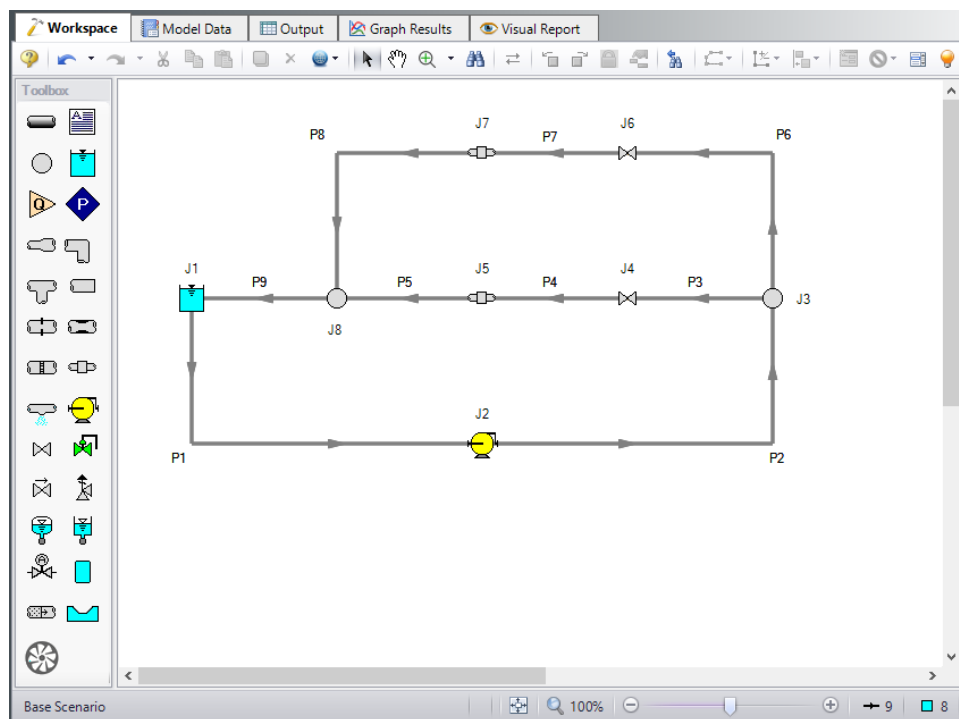 Workspace Model Data Output Graph Results Visual Report
Toolbox
A
Q P
J7 J6
P8 P7 P6
J1 J5 J4
P9 P5 P4 P3
J3
J8
J2
P1 P2
Base Scenario 100% 9 8